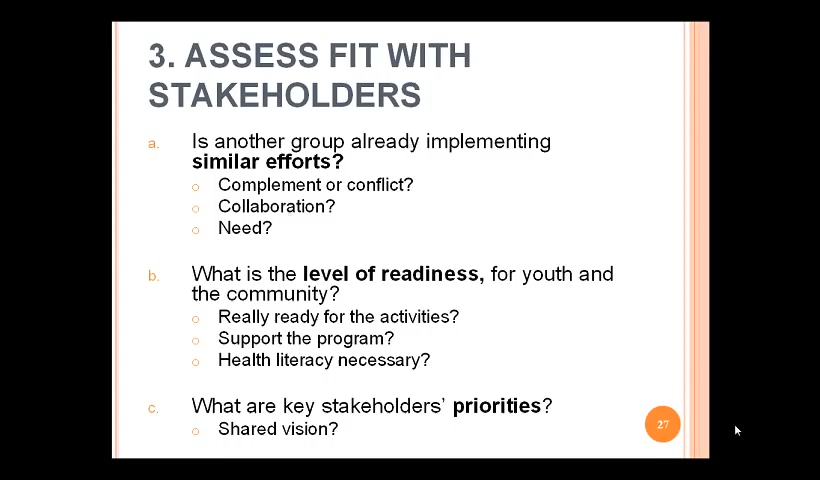 3. ASSESS FIT WITH
STAKEHOLDERS
a. Is another group already implementing
similar efforts?
o Complement or conflict?
o Collaboration?
o Need?
b. What is the level of readiness, for youth and
the community?
o Really ready for the activities?
o Support the program?
o Health literacy necessary?
c. What are key stakeholders' priorities?
o Shared vision?
27